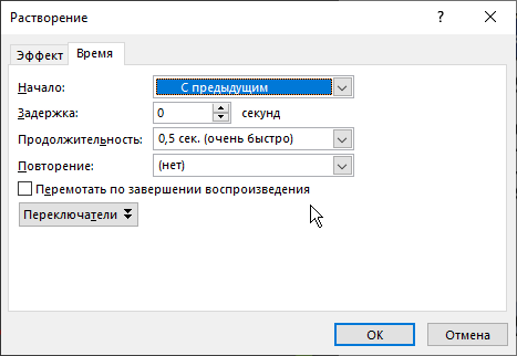 Растворение
Эффект Время
Начало: С предыдущим
Задержка: 0 секунд
Продолжительность: 0,5 сек. (очень быстро)
Повторение: (нет)
Перемотать по завершении воспроизведения
Переключатели
ОК Отмена